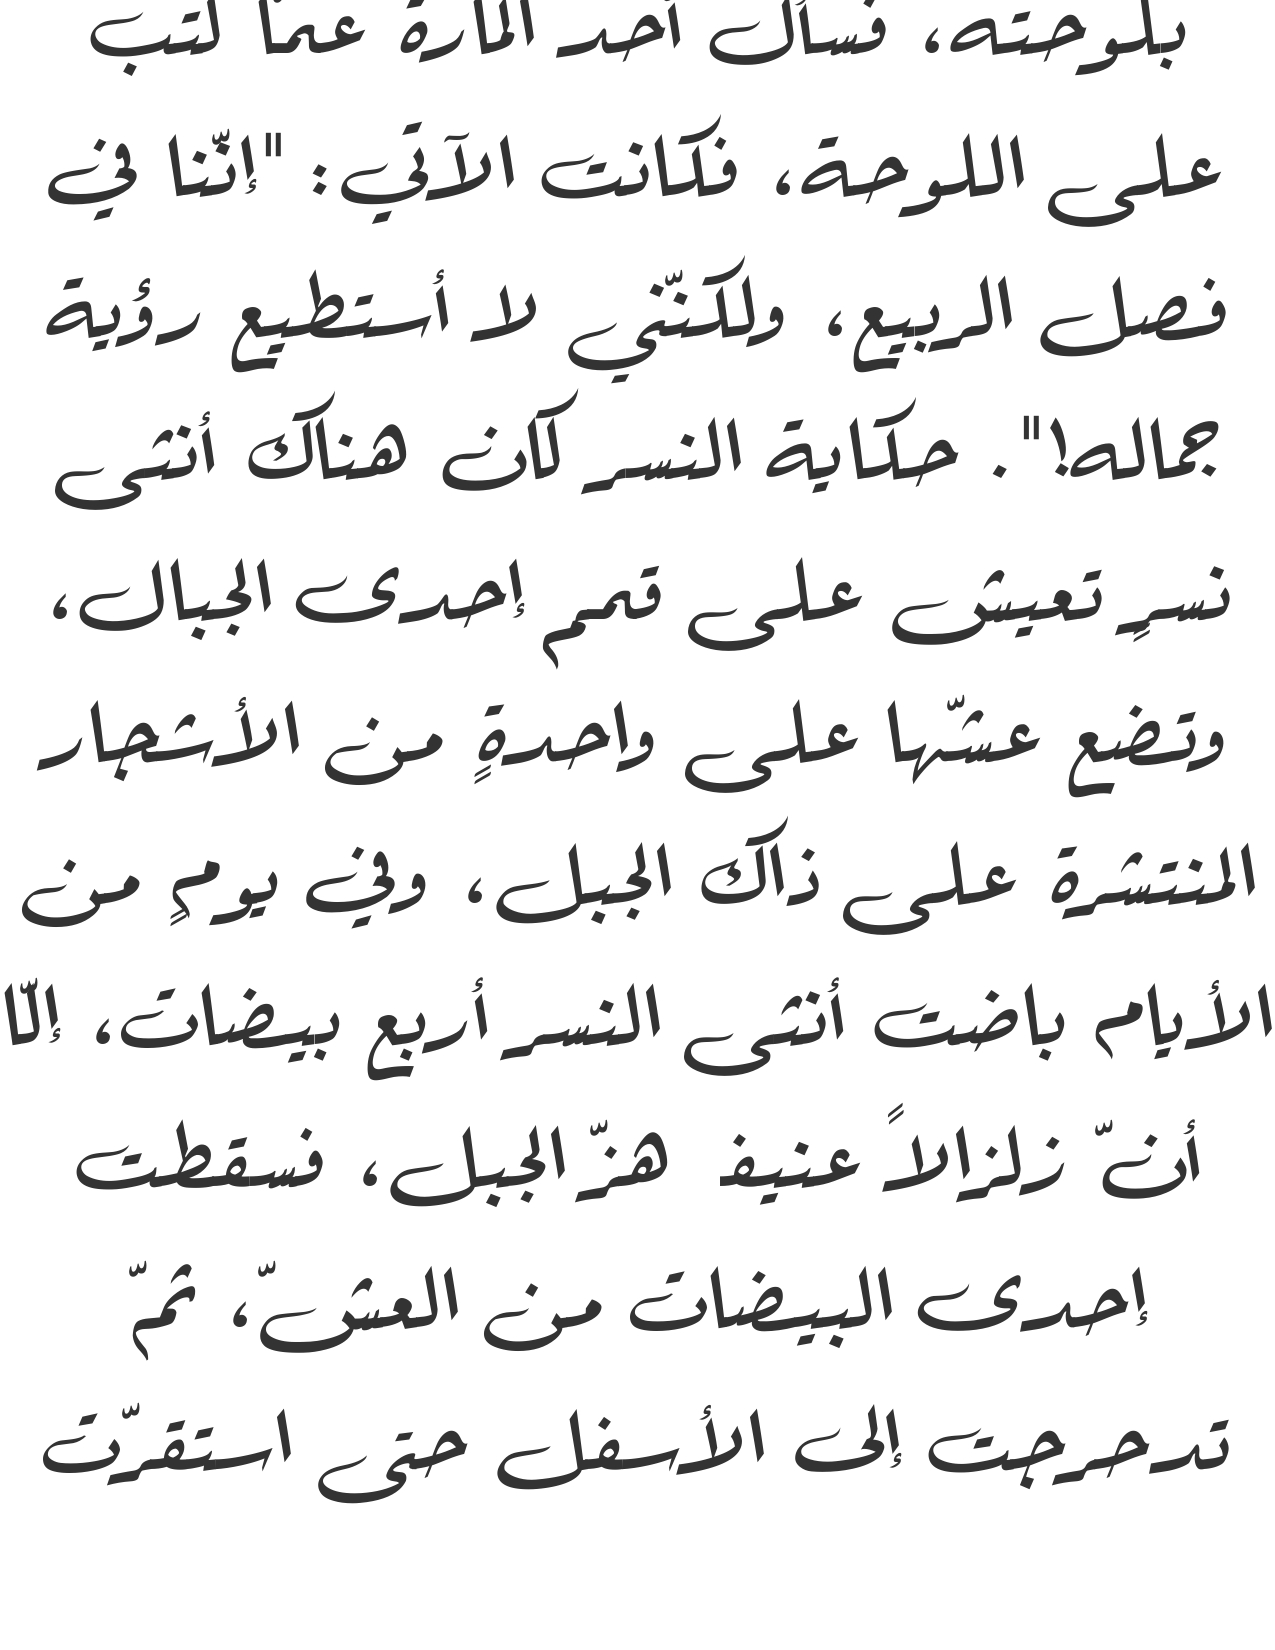 بلوحته، فسأل أحد المارة عمّا كتب
على اللوحة، فكانت الآتي: "إنّنا في
فصل الربيع، ولكنّني لا أستطيع رؤية
جماله!". حكاية النسر كان هناك أنثى
نسرٍ تعيش على قمم إحدى الجبال،
وتضع عشّها على واحدةٍ من الأشجار
المنتشرة على ذاك الجبل، وفي يومٍ من
الأيام باضت أنثى النسر أربع بيضات، إلّا
أنّ زلزالاً عنيف هزّ الجبل، فسقطت
إحدى البيضات من العشّ، ثمّ
تدحرجت إلى الأسفل حتى استقرّت